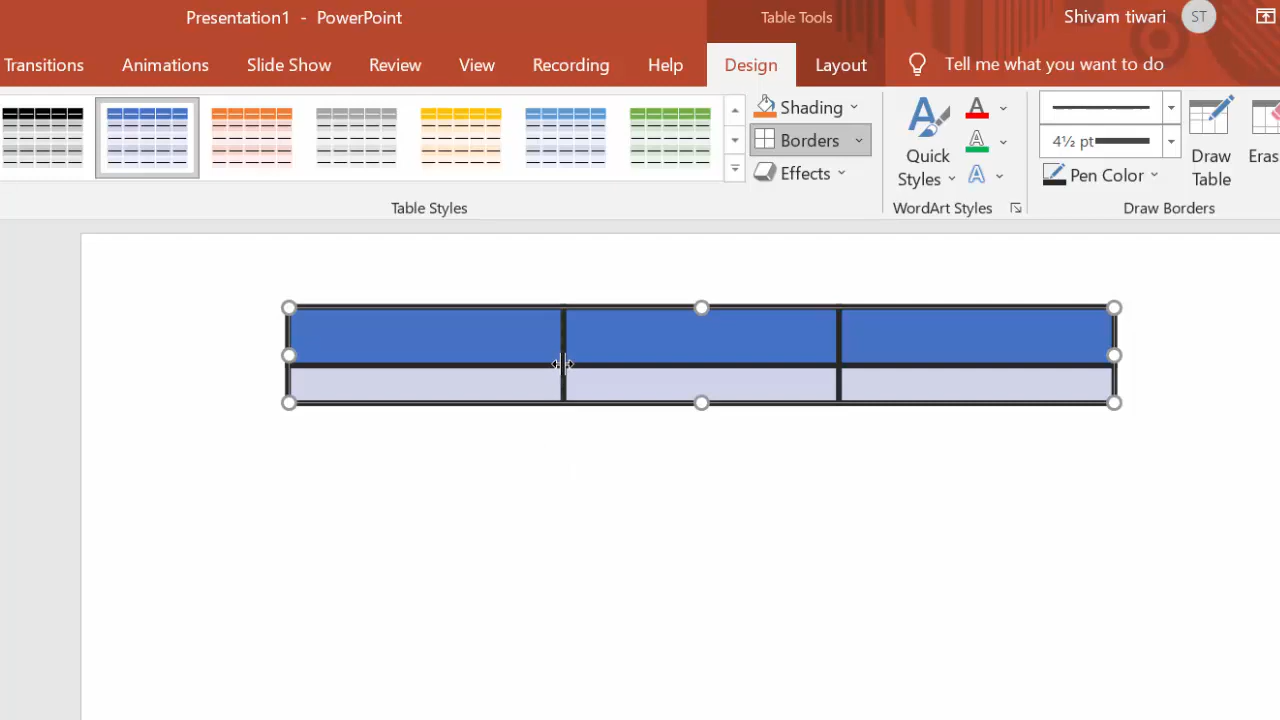 Presentation1 - PowerPoint
Table Tools
Shivam tiwari
ST
Transitions
Animations
Slide Show
Review
View
Recording
Help
Design
Layout
Tell me what you want to do
Shading
Borders
Effects
Table Styles
A
A
A
A
Quick
Styles
WordArt Styles
4½ pt
Pen Color
Draw
Table
Eras
Draw Borders